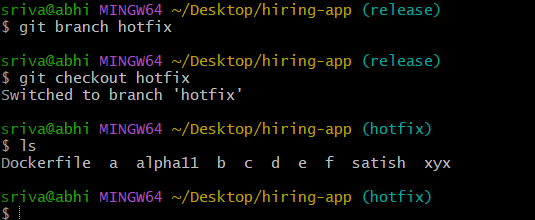 sriva@abhi MINGW64 ~/Desktop/hiring-app (release)
$ git branch hotfix
sriva@abhi MINGW64 ~/Desktop/hiring-app (release)
$ git checkout hotfix
Switched to branch 'hotfix'
sriva@abhi MINGW64 ~/Desktop/hiring-app (hotfix)
$ ls
Dockerfile  a  alpha11  b  c  d  e  f  satish  xyx
sriva@abhi MINGW64 ~/Desktop/hiring-app (hotfix)
$